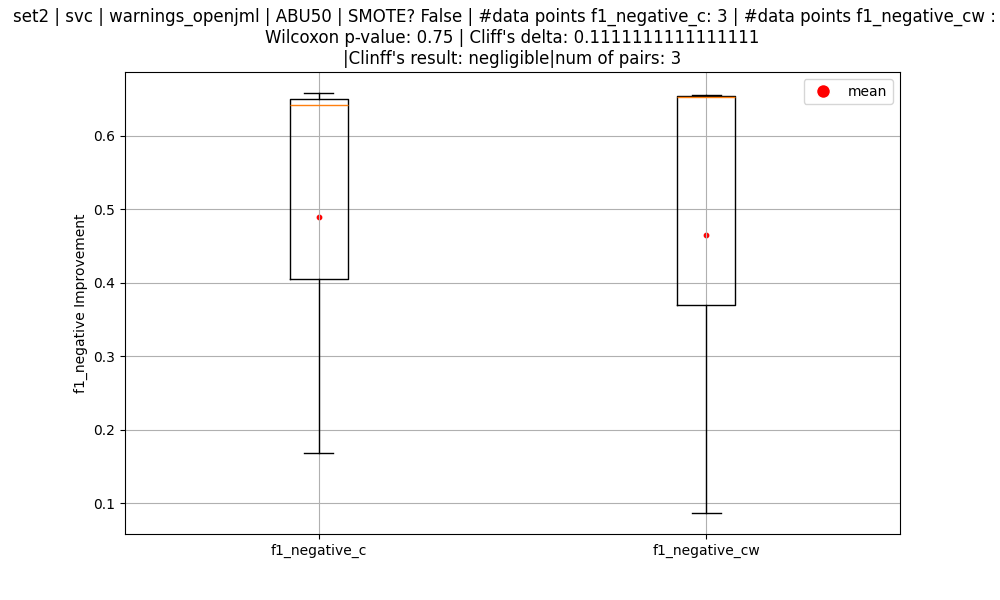 set2 | svc | warnings_openjml | ABU50 | SMOTE? False | #data points f1_negative_c: 3 | #data points f1_negative_cw :
Wilcoxon p-value: 0.75 | Cliff's delta: 0.1111111111111111
|Clinff's result: negligible|num of pairs: 3
mean
f1_negative Improvement
0.6
0.5
0.4
0.3
0.2
0.1
f1_negative_c
f1_negative_cw